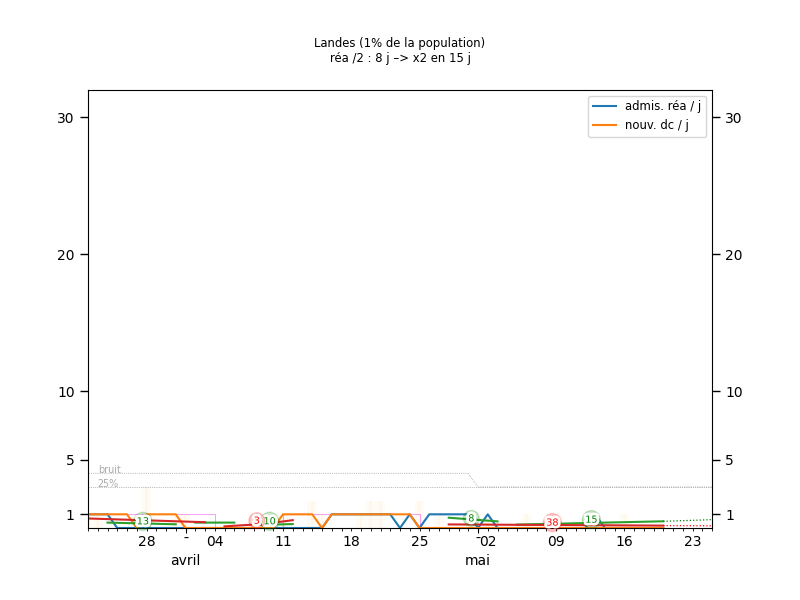 Landes (1% de la population)
réa /2 : 8 j –> x2 en 15 j
admis. réa / j
nouv. dc / j
30 30
20 20
10 10
5 5
bruit
25%
1 1
13 3 10 8 38 15
28 - 04 11 18 25 - 02 09 16 23
avril mai